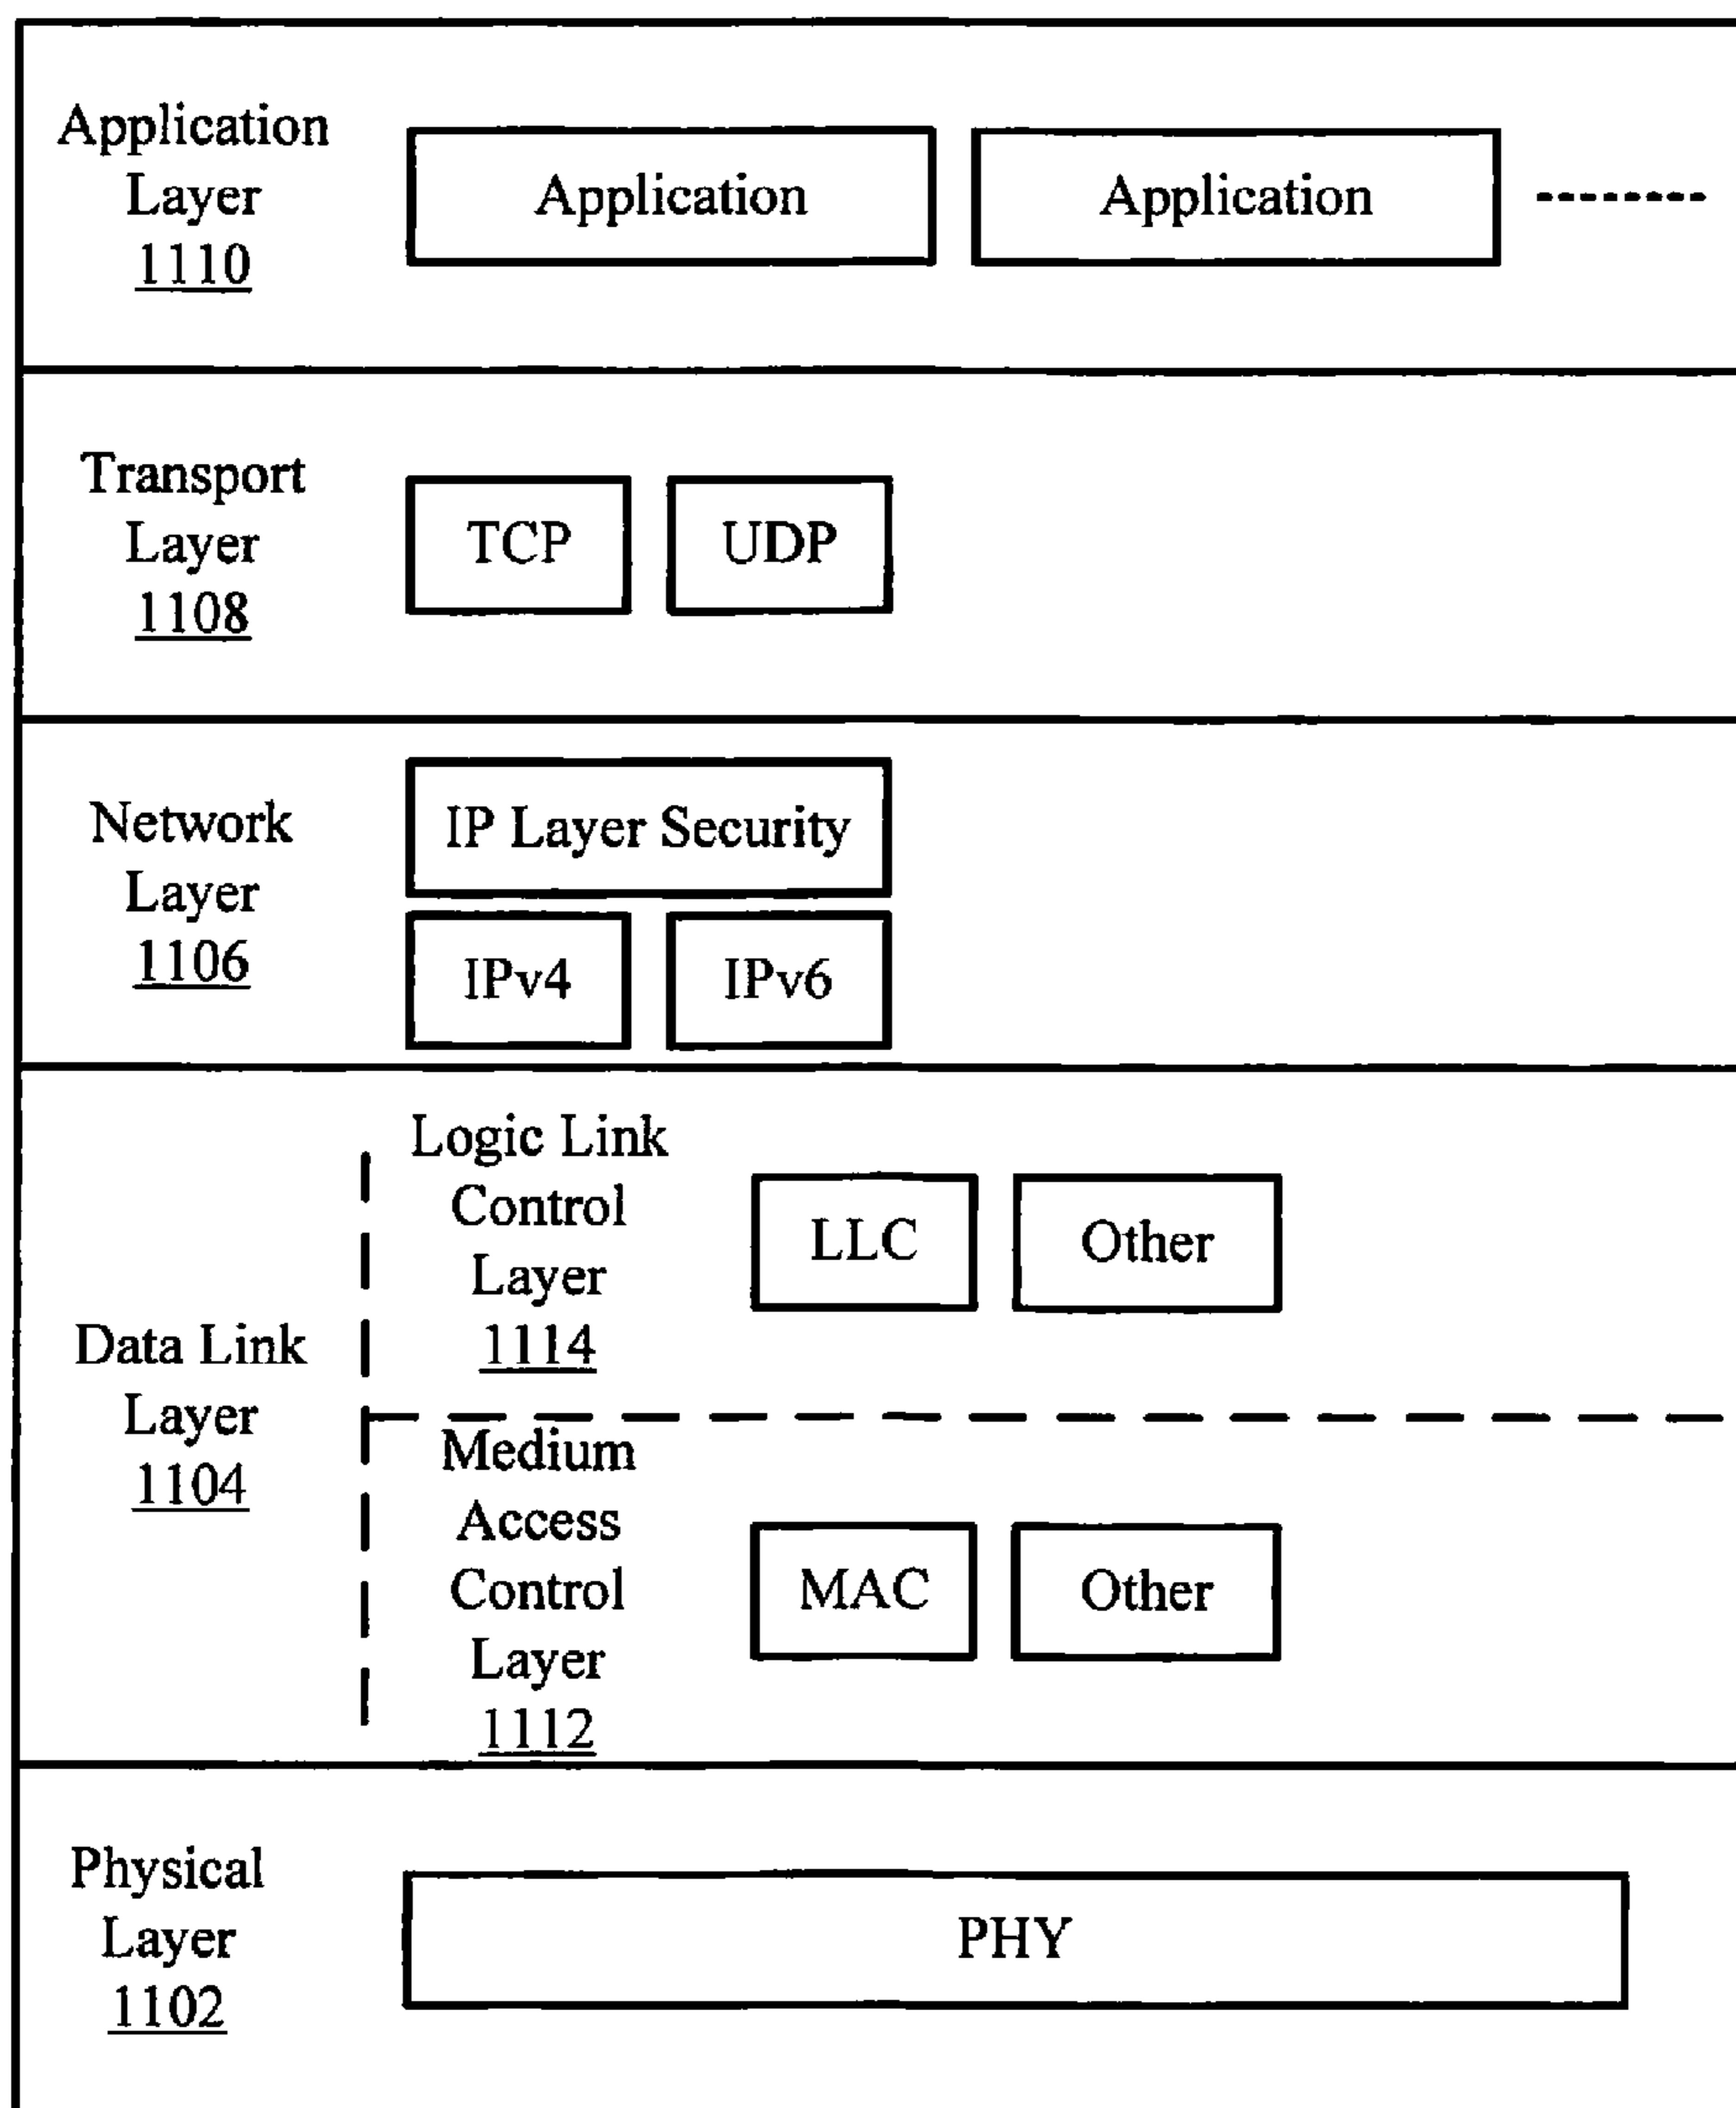 Application
Layer
1110
Application
Application
Transport
Layer
1108
TCP
UDP
Network
Layer
1106
IP Layer Security
IPv4
IPv6
Data Link
Layer
1104
Logic Link
Control
Layer
1114
LLC
Other
Medium
Access
Control
Layer
1112
MAC
Other
Physical
Layer
1102
PHY